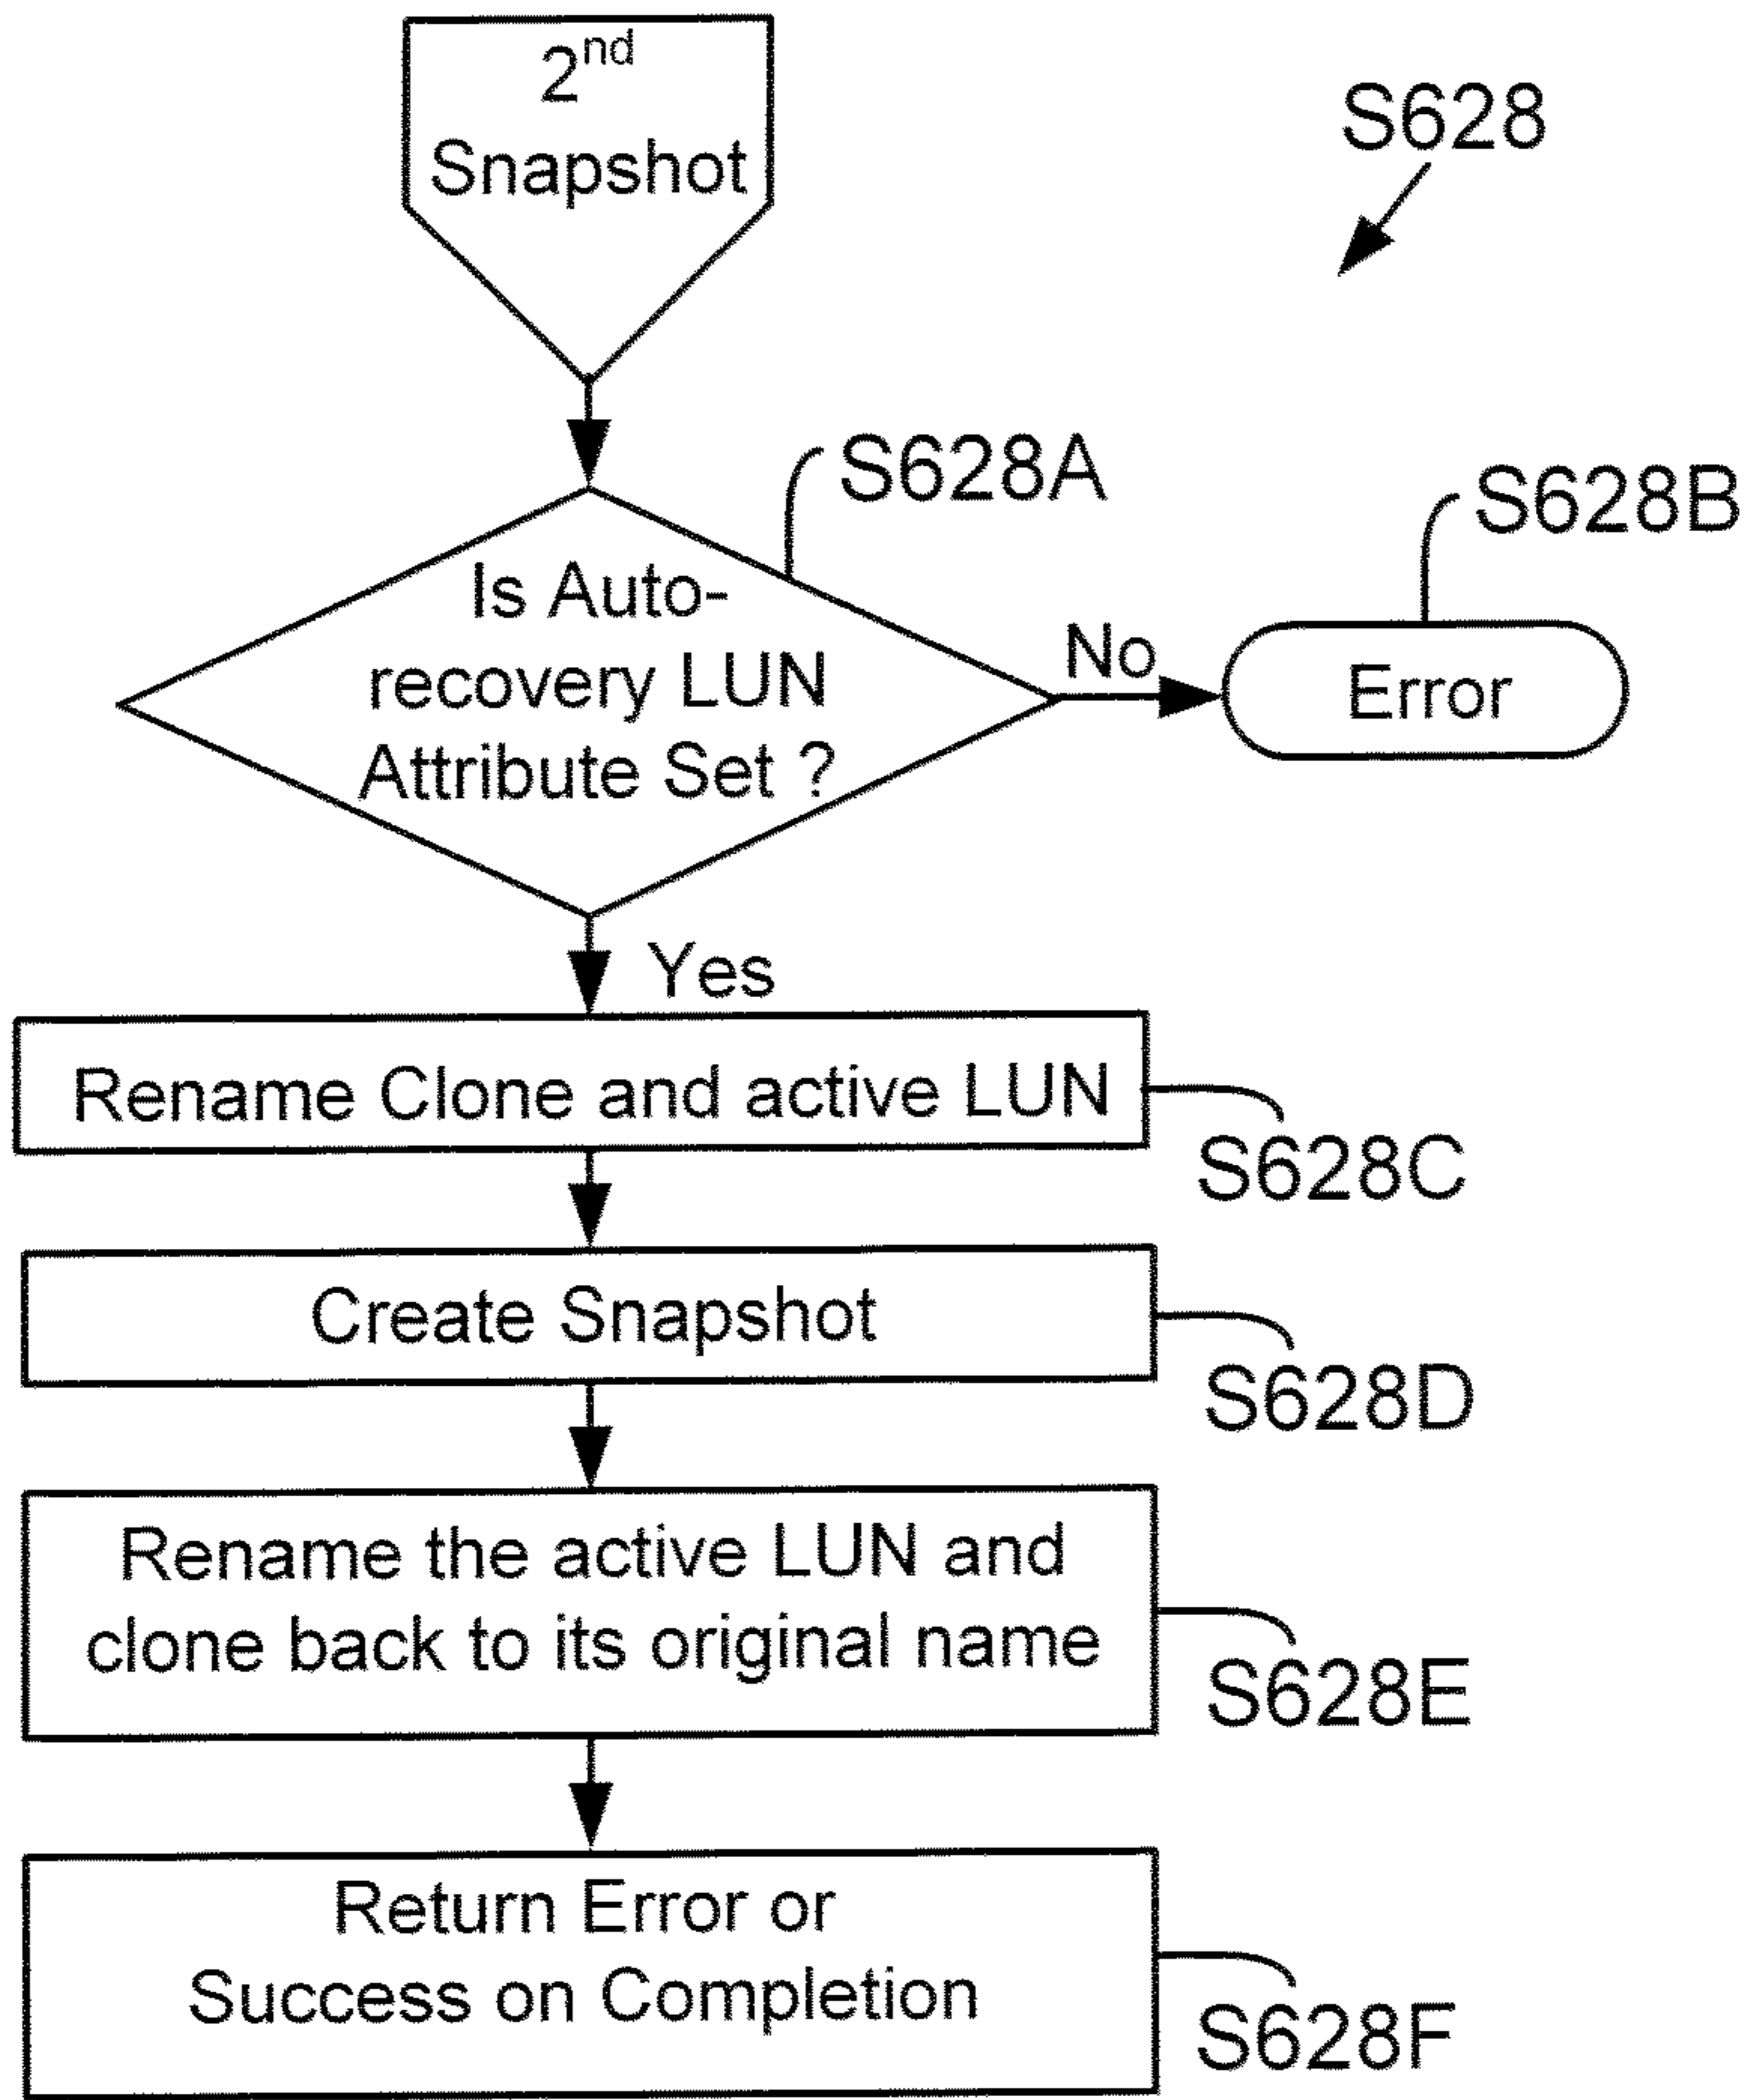 2nd
Snapshot
S628
S628A
S628B
Is Auto-
recovery LUN
Attribute Set ?
No
Error
Yes
Rename Clone and active LUN
S628C
Create Snapshot
S628D
Rename the active LUN and
clone back to its original name
S628E
Return Error or
Success on Completion
S628F